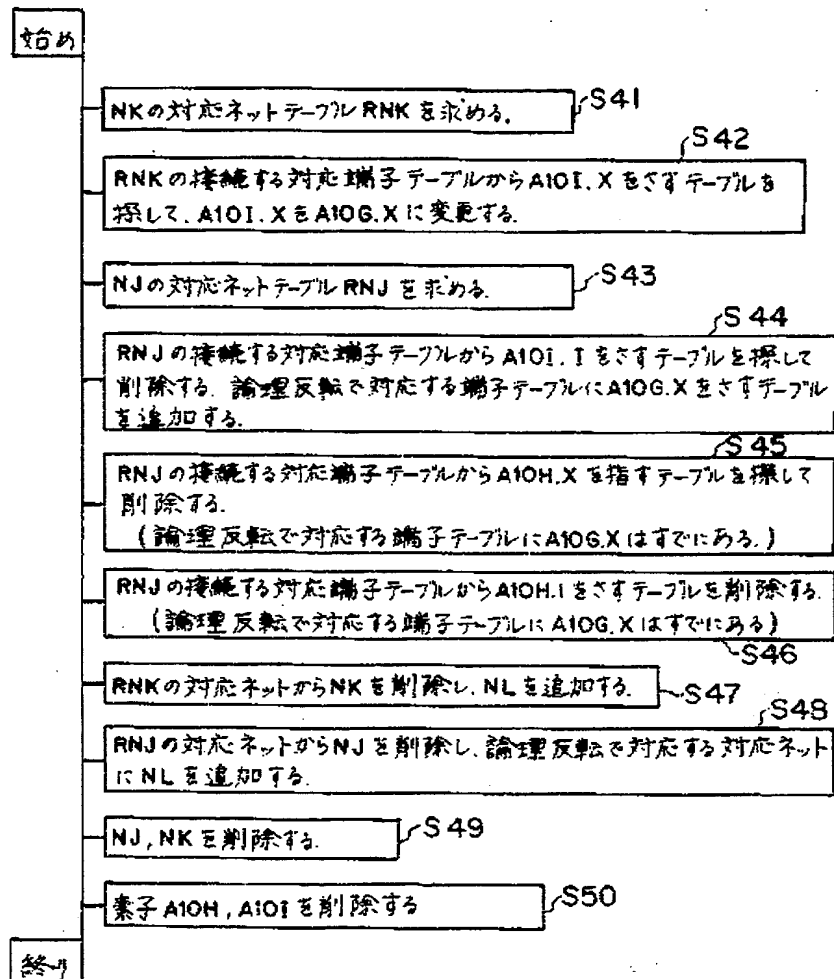 始め
NKの対応ネットテーブルRNKを求める。
S41
S42
RNKの接続する対応端子テーブルからA10I.Xをさすテーブルを
探して、A10I.XをA10G.Xに変更する.
NJの対応ネットテーブルRNJを求める.
S43
S44
RNJの接続する対応端子テーブルからA10I.Iをさすテーブルを探して
削除する. 論理反転で対応する端子テーブルにA10G.Xをさすテーブル
を追加する.
S45
RNJの接続する対応端子テーブルからA10H.Xを指すテーブルを探して
削除する.
(論理反転で対応する端子テーブルにA10G.Xはすでにある.)
RNJの接続する対応端子テーブルからA10H.Iをさすテーブルを削除する.
(論理反転で対応する端子テーブルにA10G.Xはすでにある)
S46
RNKの対応ネットからNKを削除し、NLを追加する.
S47
S48
RNJの対応ネットからNJを削除し、論理反転で対応する対応ネット
にNLを追加する.
NJ,NKを削除する.
S49
素子A10H,A10Iを削除する
S50
終り